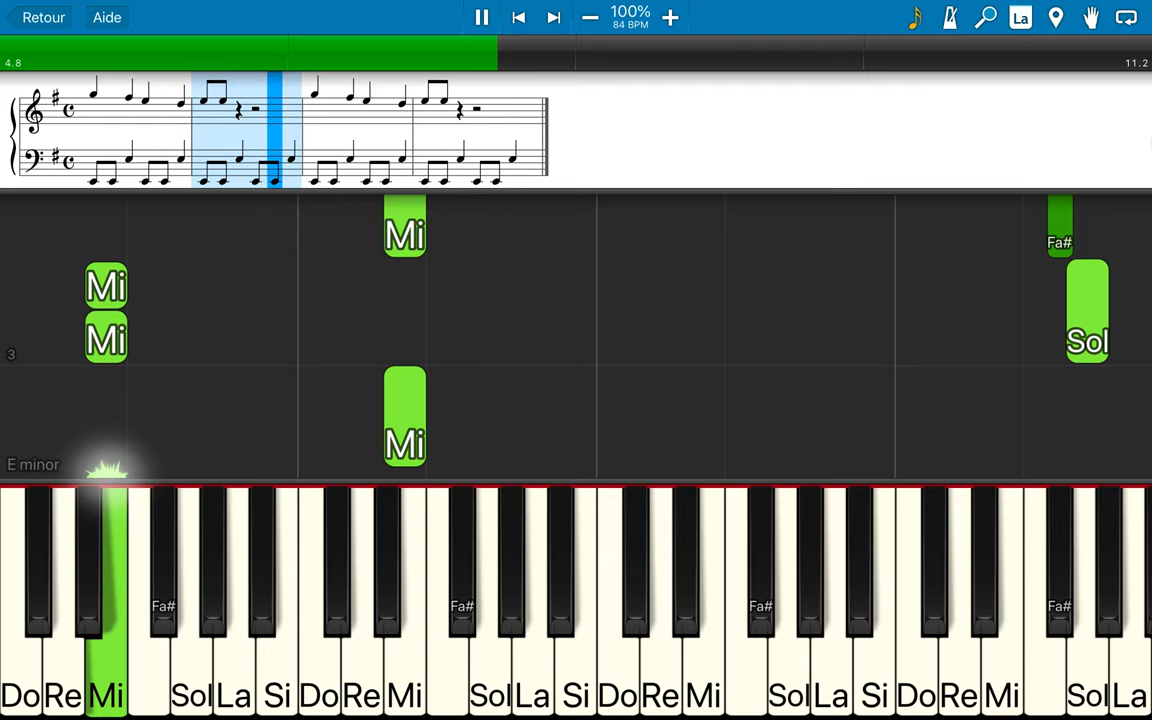 Retour Aide 100% La
84 BPM
4.8 11.2
Mi Fa#
Mi
Mi Sol
3
Mi
E minor
Fa# Fa# Fa# Fa#
Do Re Mi Sol La Si Do Re Mi Sol La Si Do Re Mi Sol La Si Do Re Mi Sol La